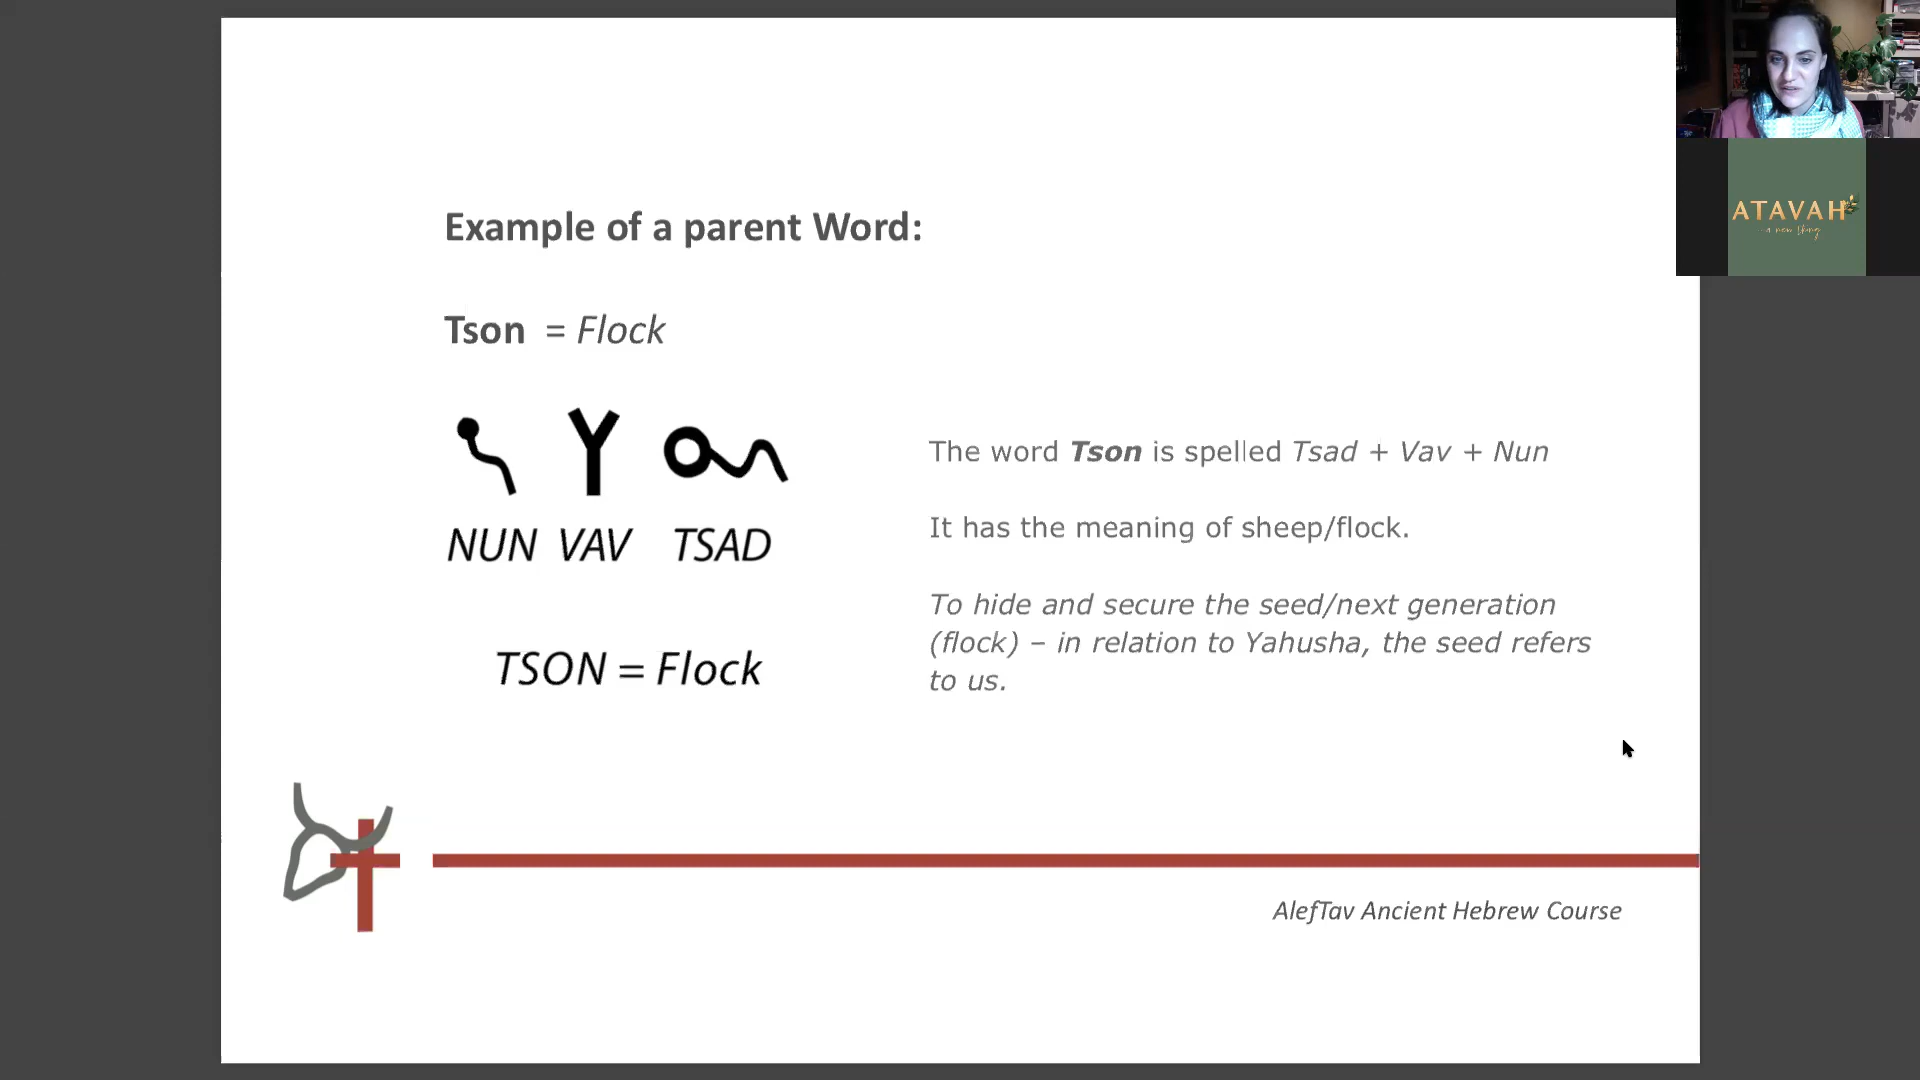 Example of a parent Word:
Tson = Flock
NUN VAV TSAD
TSON = Flock
The word Tson is spelled Tsad + Vav + Nun
It has the meaning of sheep/flock.
To hide and secure the seed/next generation
(flock) – in relation to Yahusha, the seed refers
to us.
AlefTav Ancient Hebrew Course
ATAVAH
a new thing